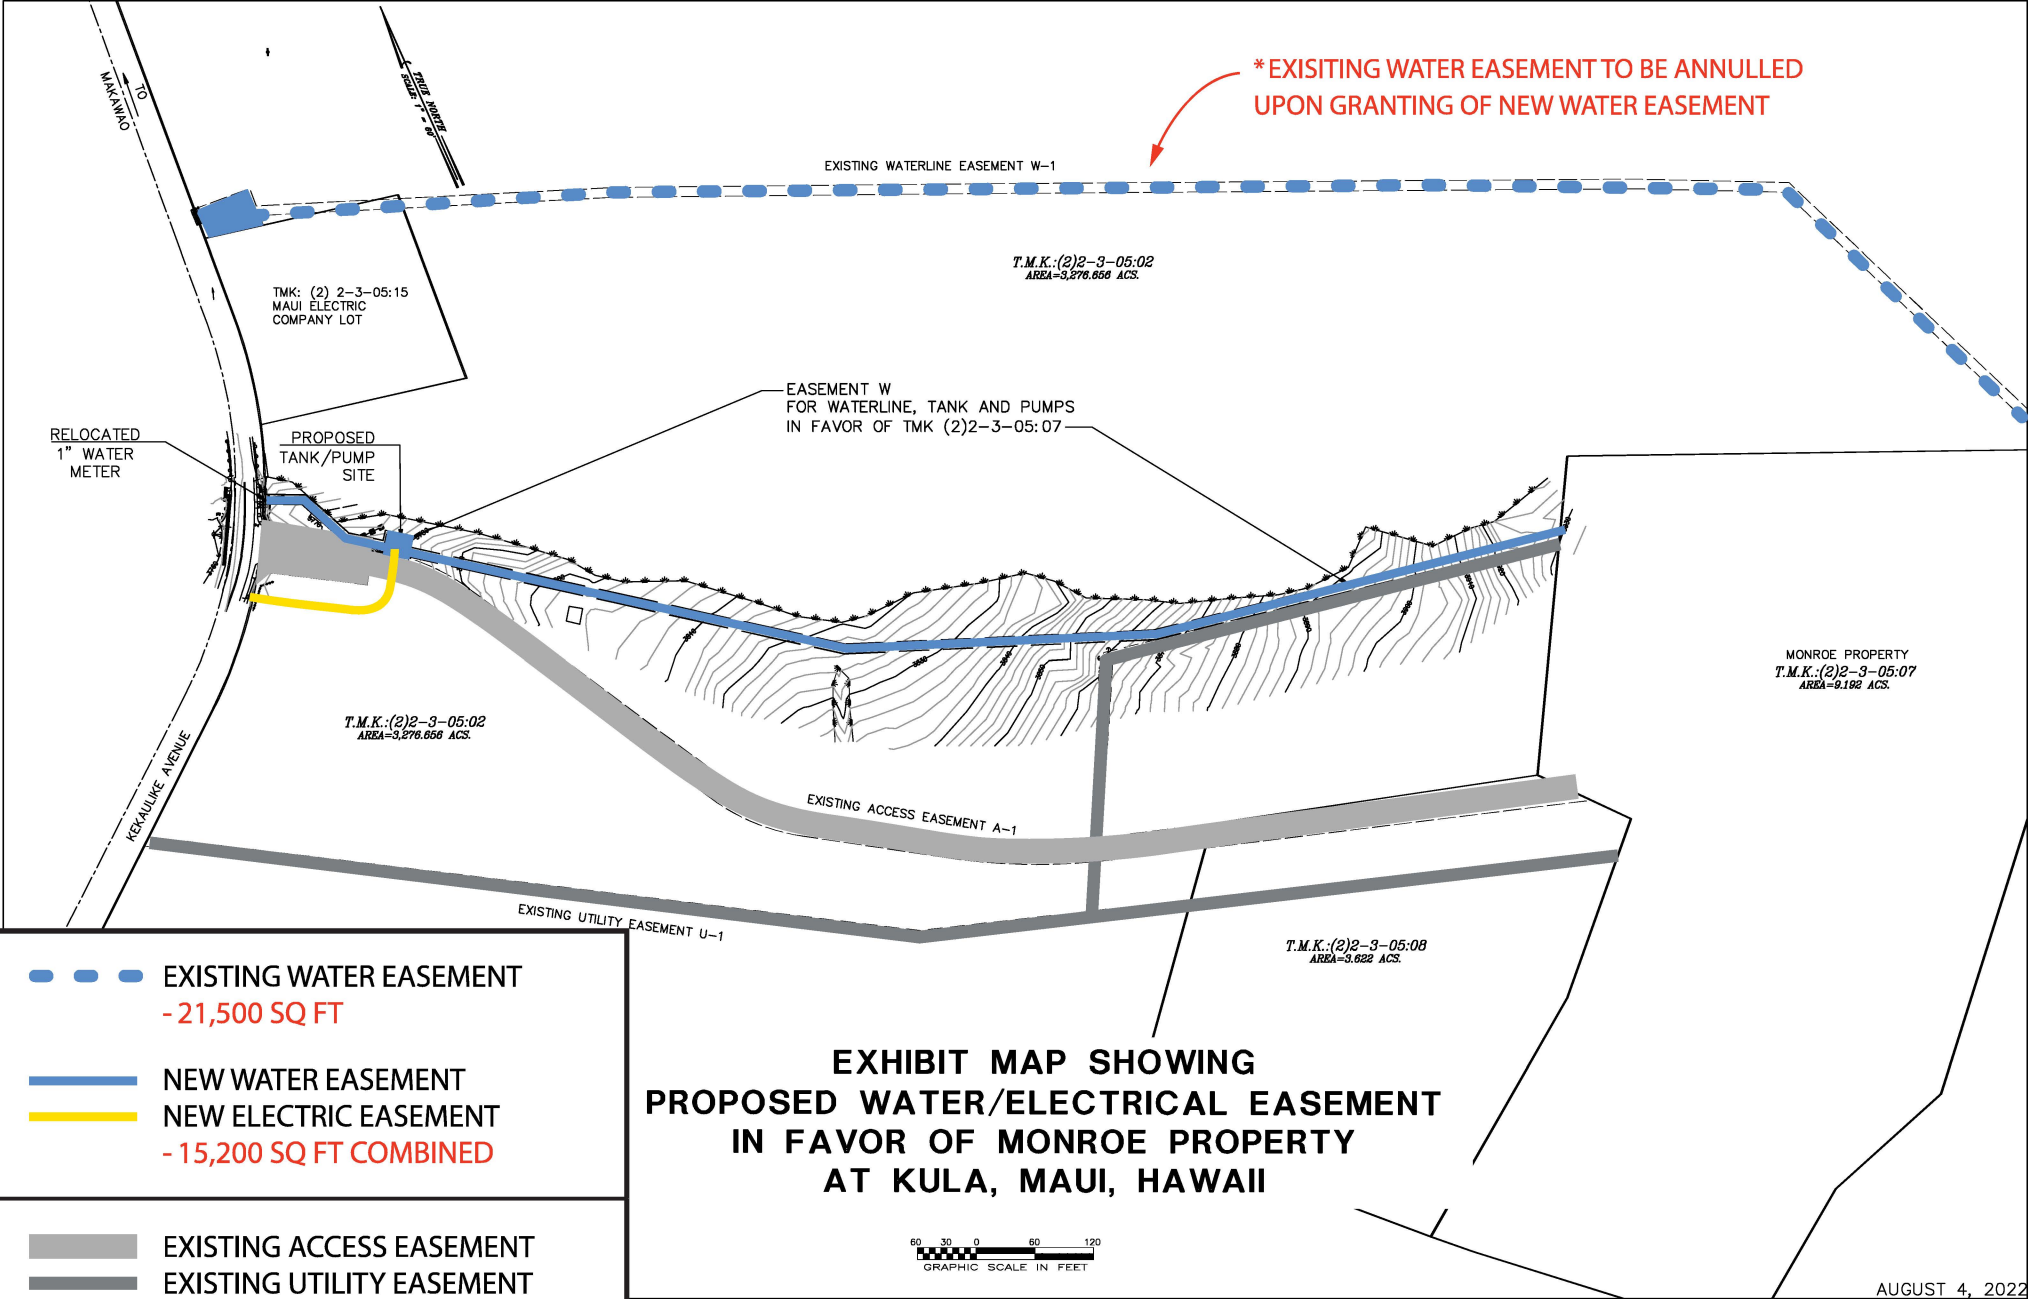 *EXISITING WATER EASEMENT TO BE ANNULLED
UPON GRANTING OF NEW WATER EASEMENT
TO
MAKAWAO
TRUE NORTH
SCALE: 1" = 60'
EXISTING WATERLINE EASEMENT W-1
T.M.K.:(2)2-3-05:02
AREA=3,276.656 ACS.
TMK: (2) 2-3-05:15
MAUI ELECTRIC
COMPANY LOT
EASEMENT W
FOR WATERLINE, TANK AND PUMPS
IN FAVOR OF TMK (2)2-3-05:07
RELOCATED
1" WATER
METER
PROPOSED
TANK/PUMP
SITE
MONROE PROPERTY
T.M.K.:(2)2-3-05:07
AREA=9.192 ACS.
T.M.K.:(2)2-3-05:02
AREA=3,276.656 ACS.
KEKAULIKE AVENUE
EXISTING ACCESS EASEMENT A-1
EXISTING UTILITY EASEMENT U-1
T.M.K.:(2)2-3-05:08
AREA=3.622 ACS.
EXISTING WATER EASEMENT
- 21,500 SQ FT
NEW WATER EASEMENT
NEW ELECTRIC EASEMENT
- 15,200 SQ FT COMBINED
EXISTING ACCESS EASEMENT
EXISTING UTILITY EASEMENT
EXHIBIT MAP SHOWING
PROPOSED WATER/ELECTRICAL EASEMENT
IN FAVOR OF MONROE PROPERTY
AT KULA, MAUI, HAWAII
60 30 0 60 120
GRAPHIC SCALE IN FEET
AUGUST 4, 2022